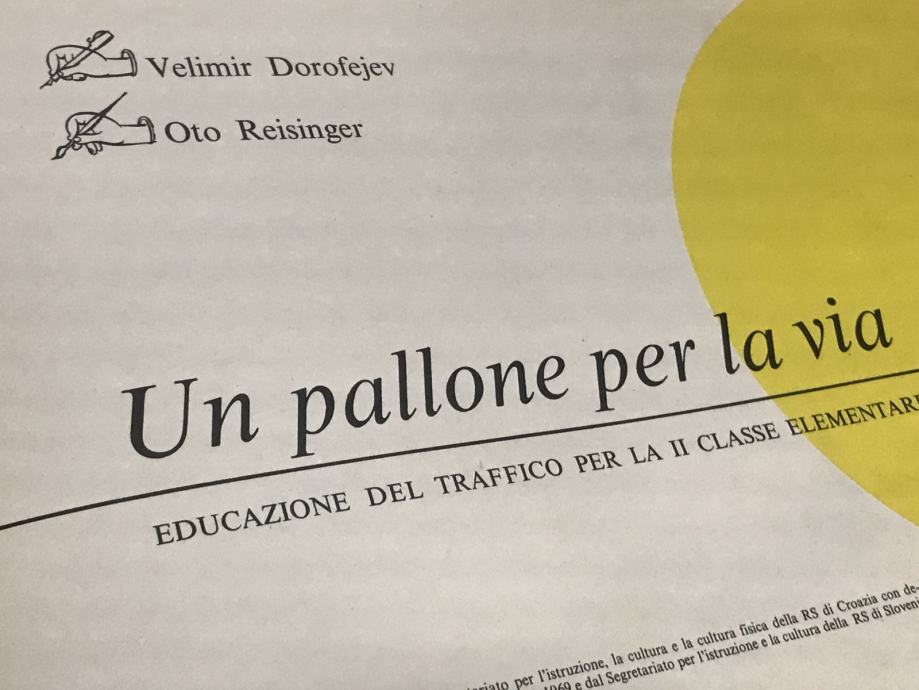 Velimir Dorofejev
Oto Reisinger
Un pallone per la via
EDUCAZIONE DEL TRAFFICO PER LA II CLASSE
per l'istruzione, la cultura e la cultura fisica della RS di Croazia con de-
1969 e dal Segretariato per l'istruzione e la cultura della RS di